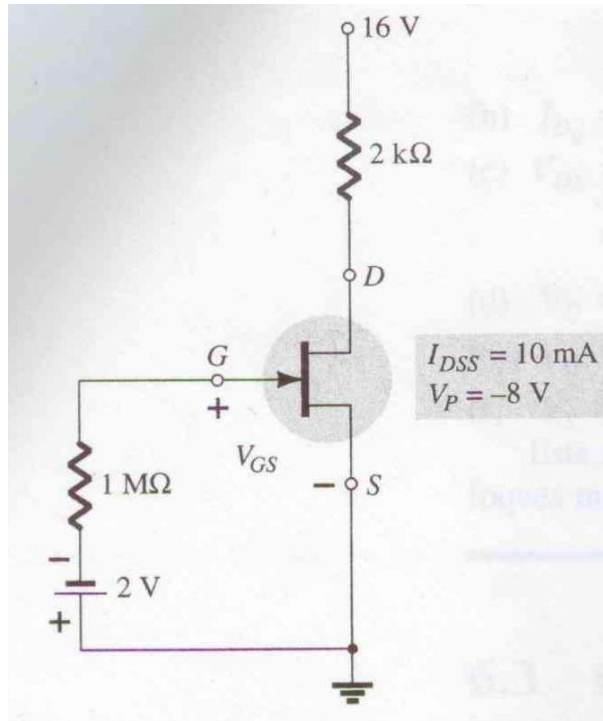 16 V
2 kΩ
D
G
I_DSS = 10 mA
V_P = –8 V
+
V_GS
– S
1 MΩ
–
2 V
+